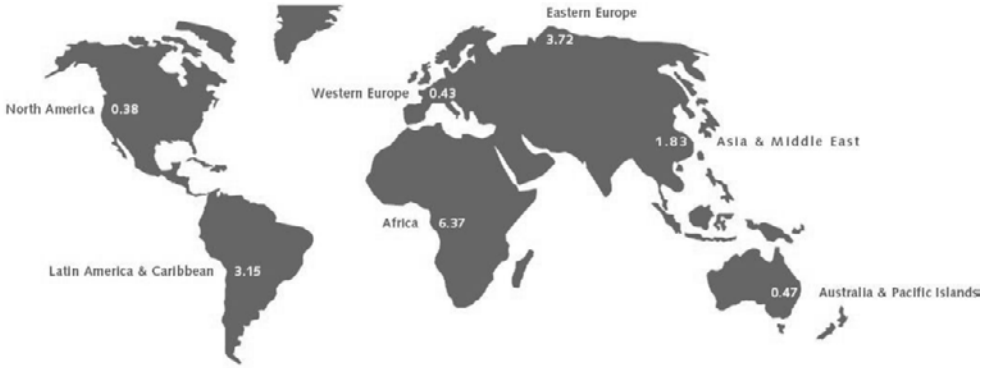 Eastern Europe
3.72
Western Europe 0.43
North America 0.38
1.83 Asia & Middle East
Africa 6.37
Latin America & Caribbean 3.15
0.47 Australia & Pacific Islands